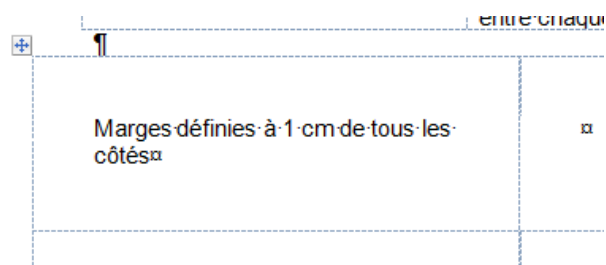 entre chaque
¶
Marges définies à 1 cm de tous les
côtés¤
¤